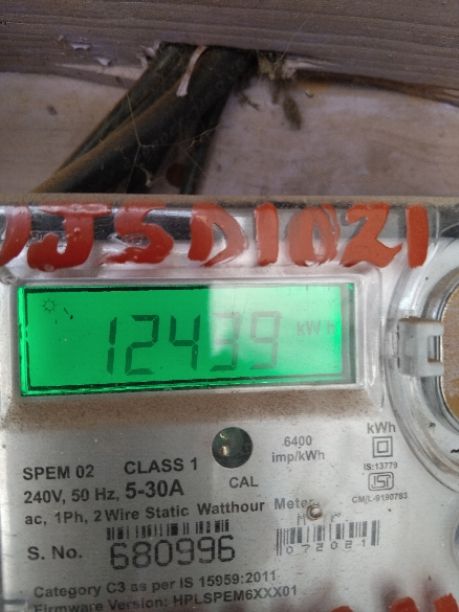 DJSD1021
12439 kWh
SPEM 02 CLASS 1
CAL
.6400
imp/kWh
kWh
IS:13779
ISI
CM/L-9190783
240V, 50 Hz, 5-30A
ac, 1Ph, 2 Wire Static Watthour Meter
S. No. 680996
072021
Category C3 as per IS 15959:2011
Firmware Version: HPLSPEM6XXX01